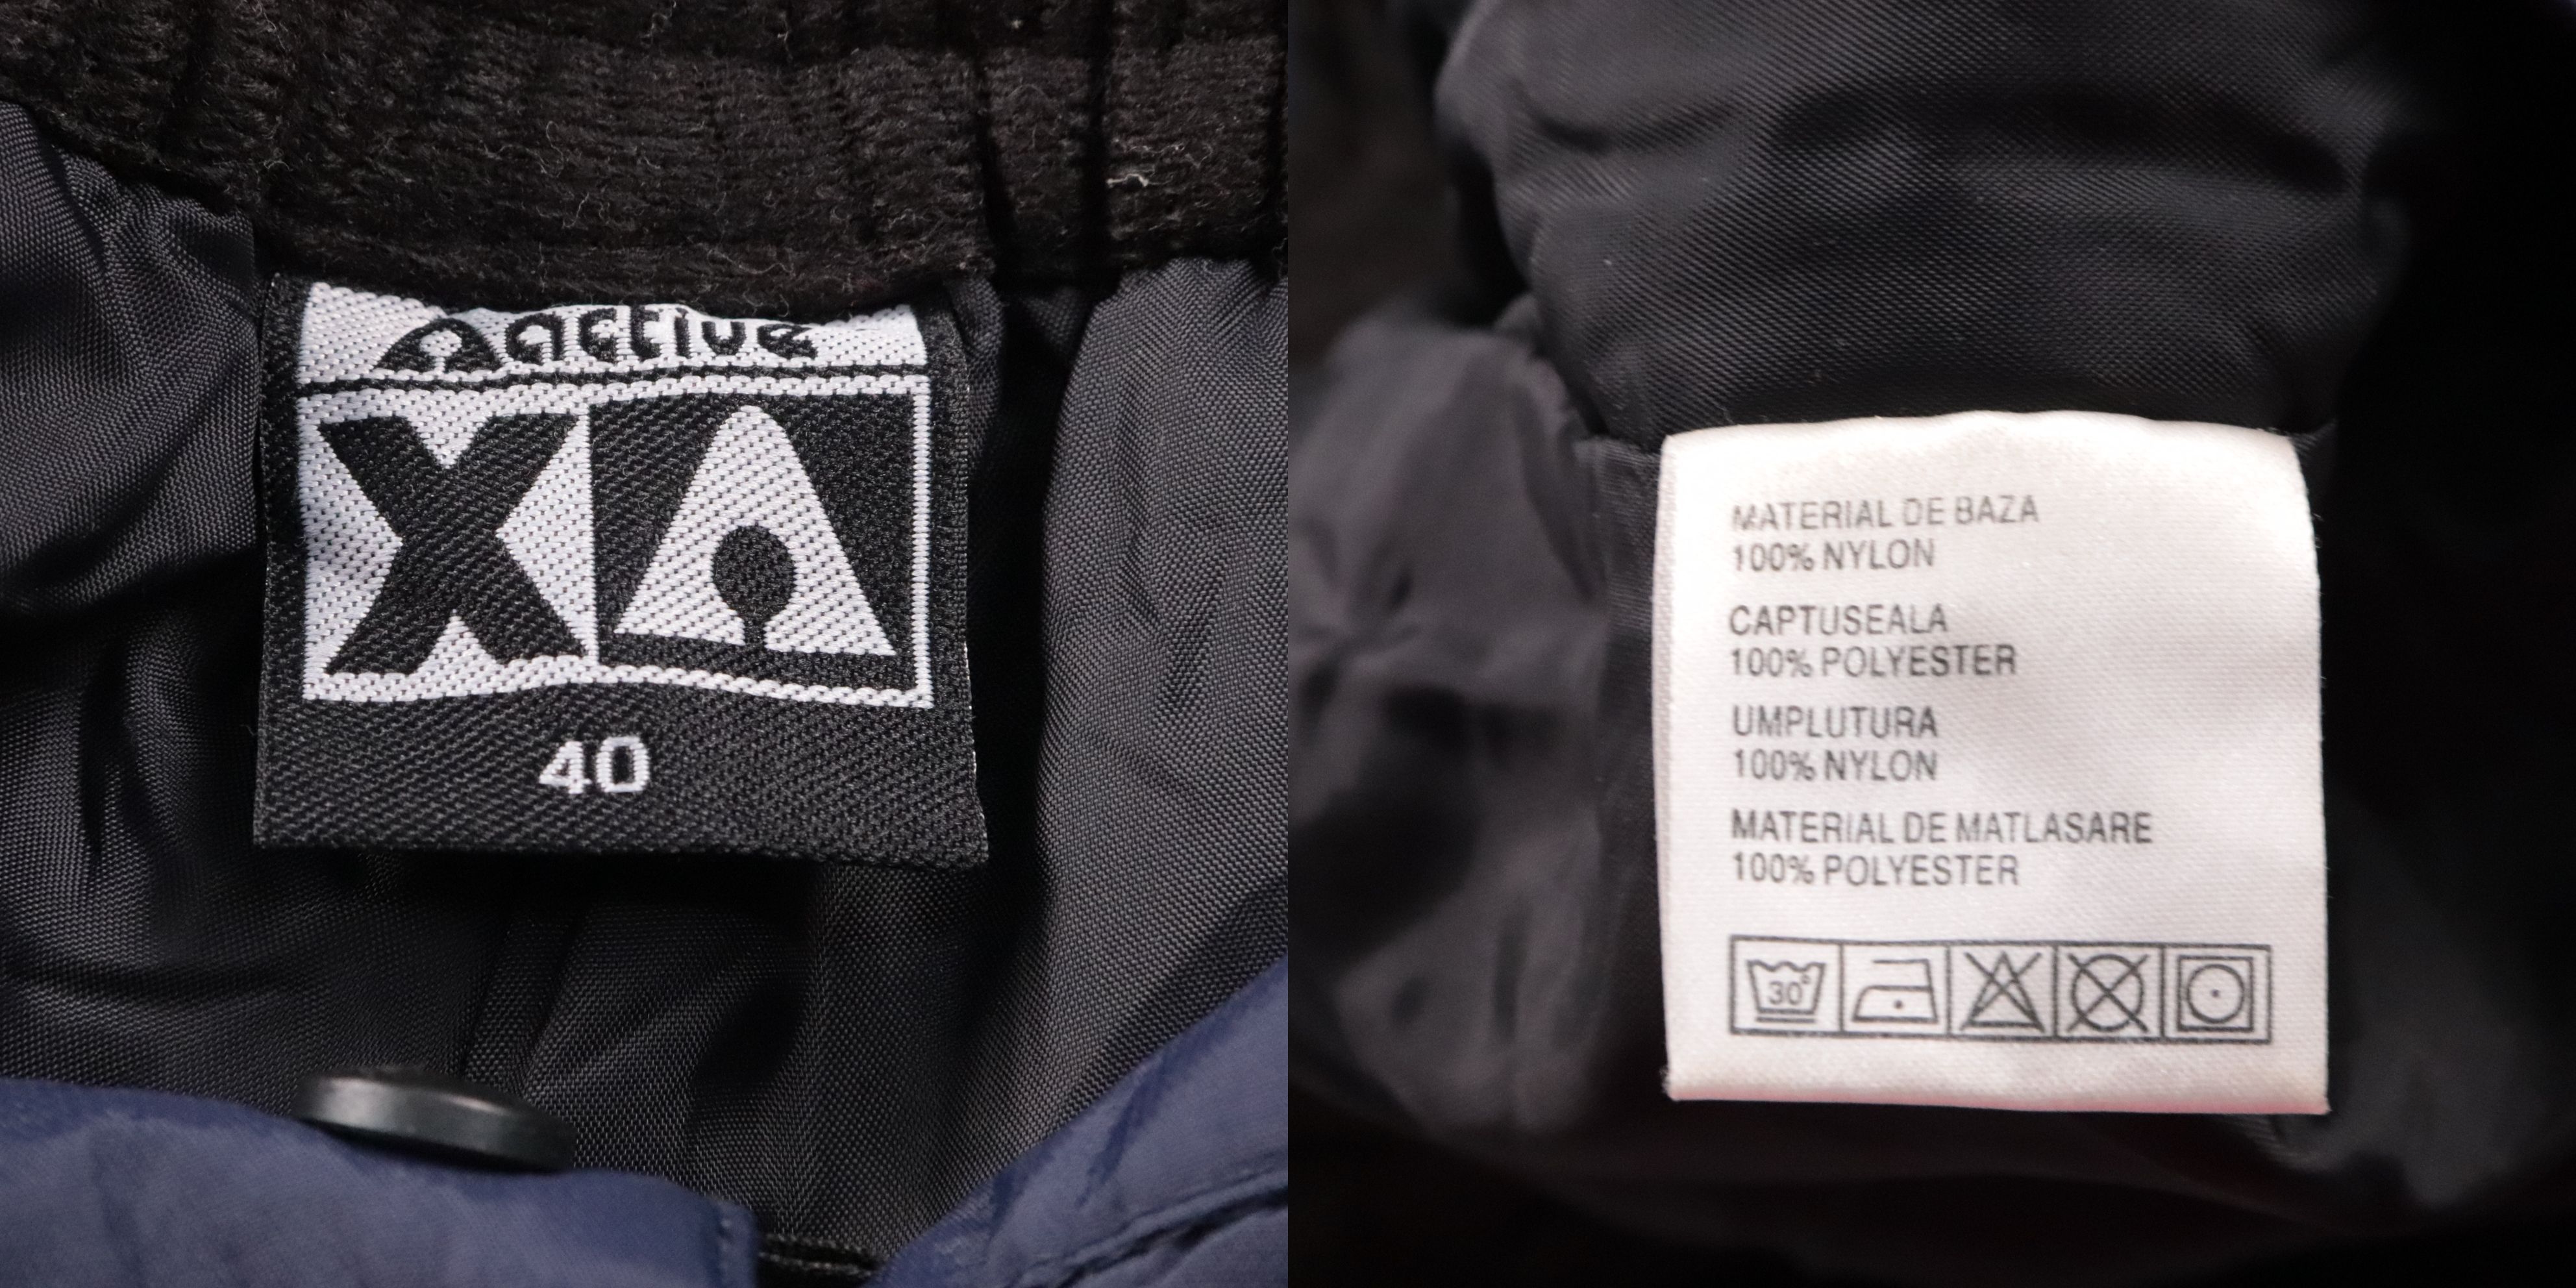 Aactive
XA
40
MATERIAL DE BAZA
100% NYLON
CAPTUSEALA
100% POLYESTER
UMPLUTURA
100% NYLON
MATERIAL DE MATLASARE
100% POLYESTER
30°